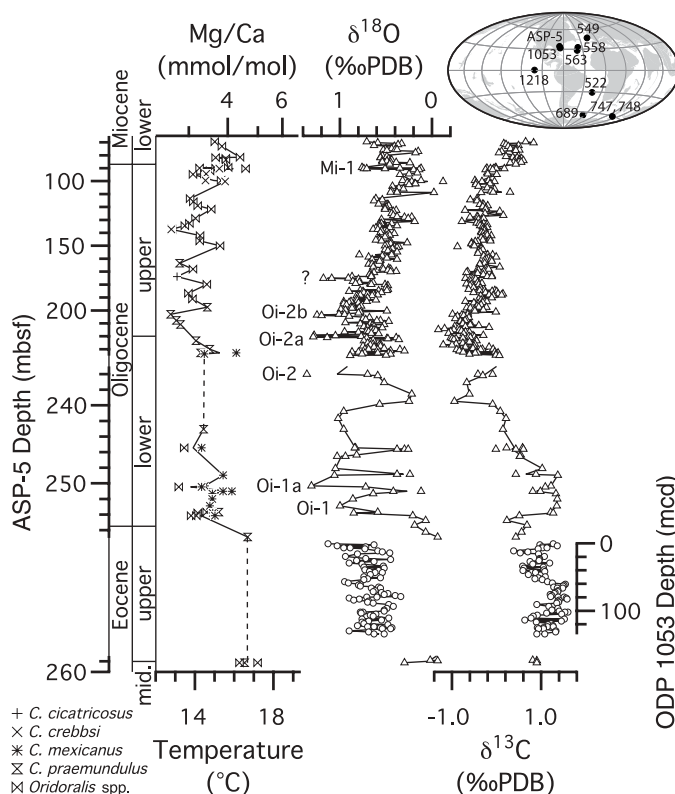 Mg/Ca
(mmol/mol)
4 6
δ18O
(‰PDB)
1 0
549
ASP-5
558
1053
563
1218
522
689
747, 748
Miocene
lower
Oligocene
upper
lower
Eocene
upper
mid.
ASP-5 Depth (mbsf)
100
150
200
240
250
260
Mi-1
?
Oi-2b
Oi-2a
Oi-2
Oi-1a
Oi-1
0
100
ODP 1053 Depth (mcd)
14 18
Temperature
(°C)
-1.0 1.0
δ13C
(‰PDB)
+ C. cicatricosus
× C. crebbsi
C. mexicanus
C. praemundulus
Oridoralis spp.